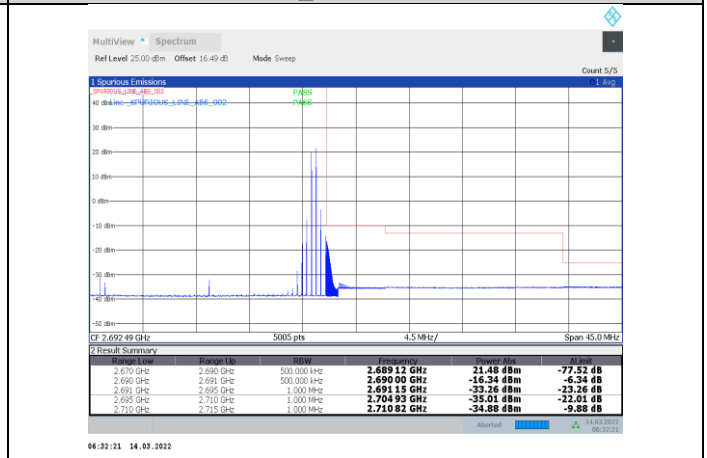 MultiView Spectrum
Ref Level 25.00 dBm Offset 16.49 dB Mode Sweep
Count 5/5
1 Spurious Emissions 1 Avg
_SPURIOUS_LINE_ABS_002 PASS
40 dBm Line _SPURIOUS_LINE_ABS_002 PASS
30 dBm
20 dBm
10 dBm
0 dBm
-10 dBm
-20 dBm
-30 dBm
-40 dBm
-50 dBm
CF 2.692 49 GHz 5005 pts 4.5 MHz/ Span 45.0 MHz
2 Result Summary
Range Low Range Up RBW Frequency Power Abs ΔLimit
2.670 GHz 2.690 GHz 500.000 kHz 2.689 12 GHz 21.48 dBm -77.52 dB
2.690 GHz 2.691 GHz 500.000 kHz 2.690 00 GHz -16.34 dBm -6.34 dB
2.691 GHz 2.695 GHz 1.000 MHz 2.691 15 GHz -33.26 dBm -23.26 dB
2.695 GHz 2.710 GHz 1.000 MHz 2.704 93 GHz -35.01 dBm -22.01 dB
2.710 GHz 2.715 GHz 1.000 MHz 2.710 82 GHz -34.88 dBm -9.88 dB
Aborted 14.03.2022
06:32:21
06:32:21 14.03.2022